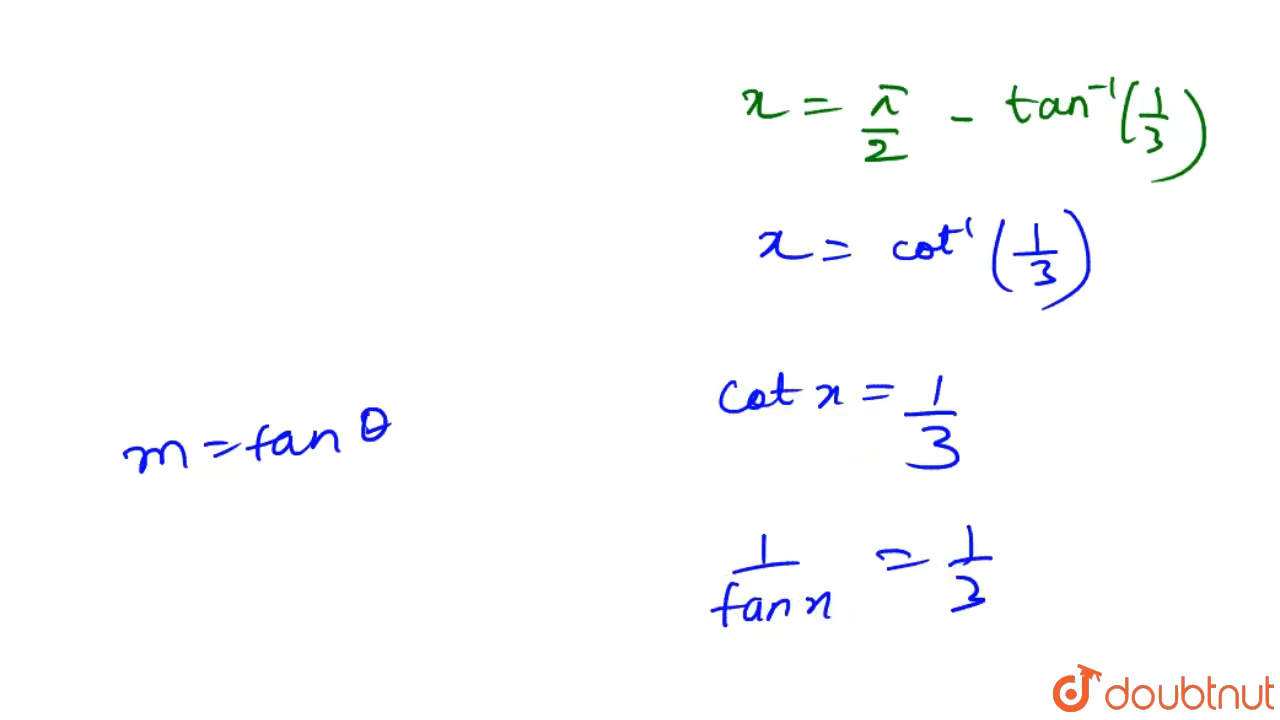 x = π/2 - tan⁻¹(1/3)
x = cot⁻¹(1/3)
cot x = 1/3
m = tan θ
1/tan x = 1/3
doubtnut